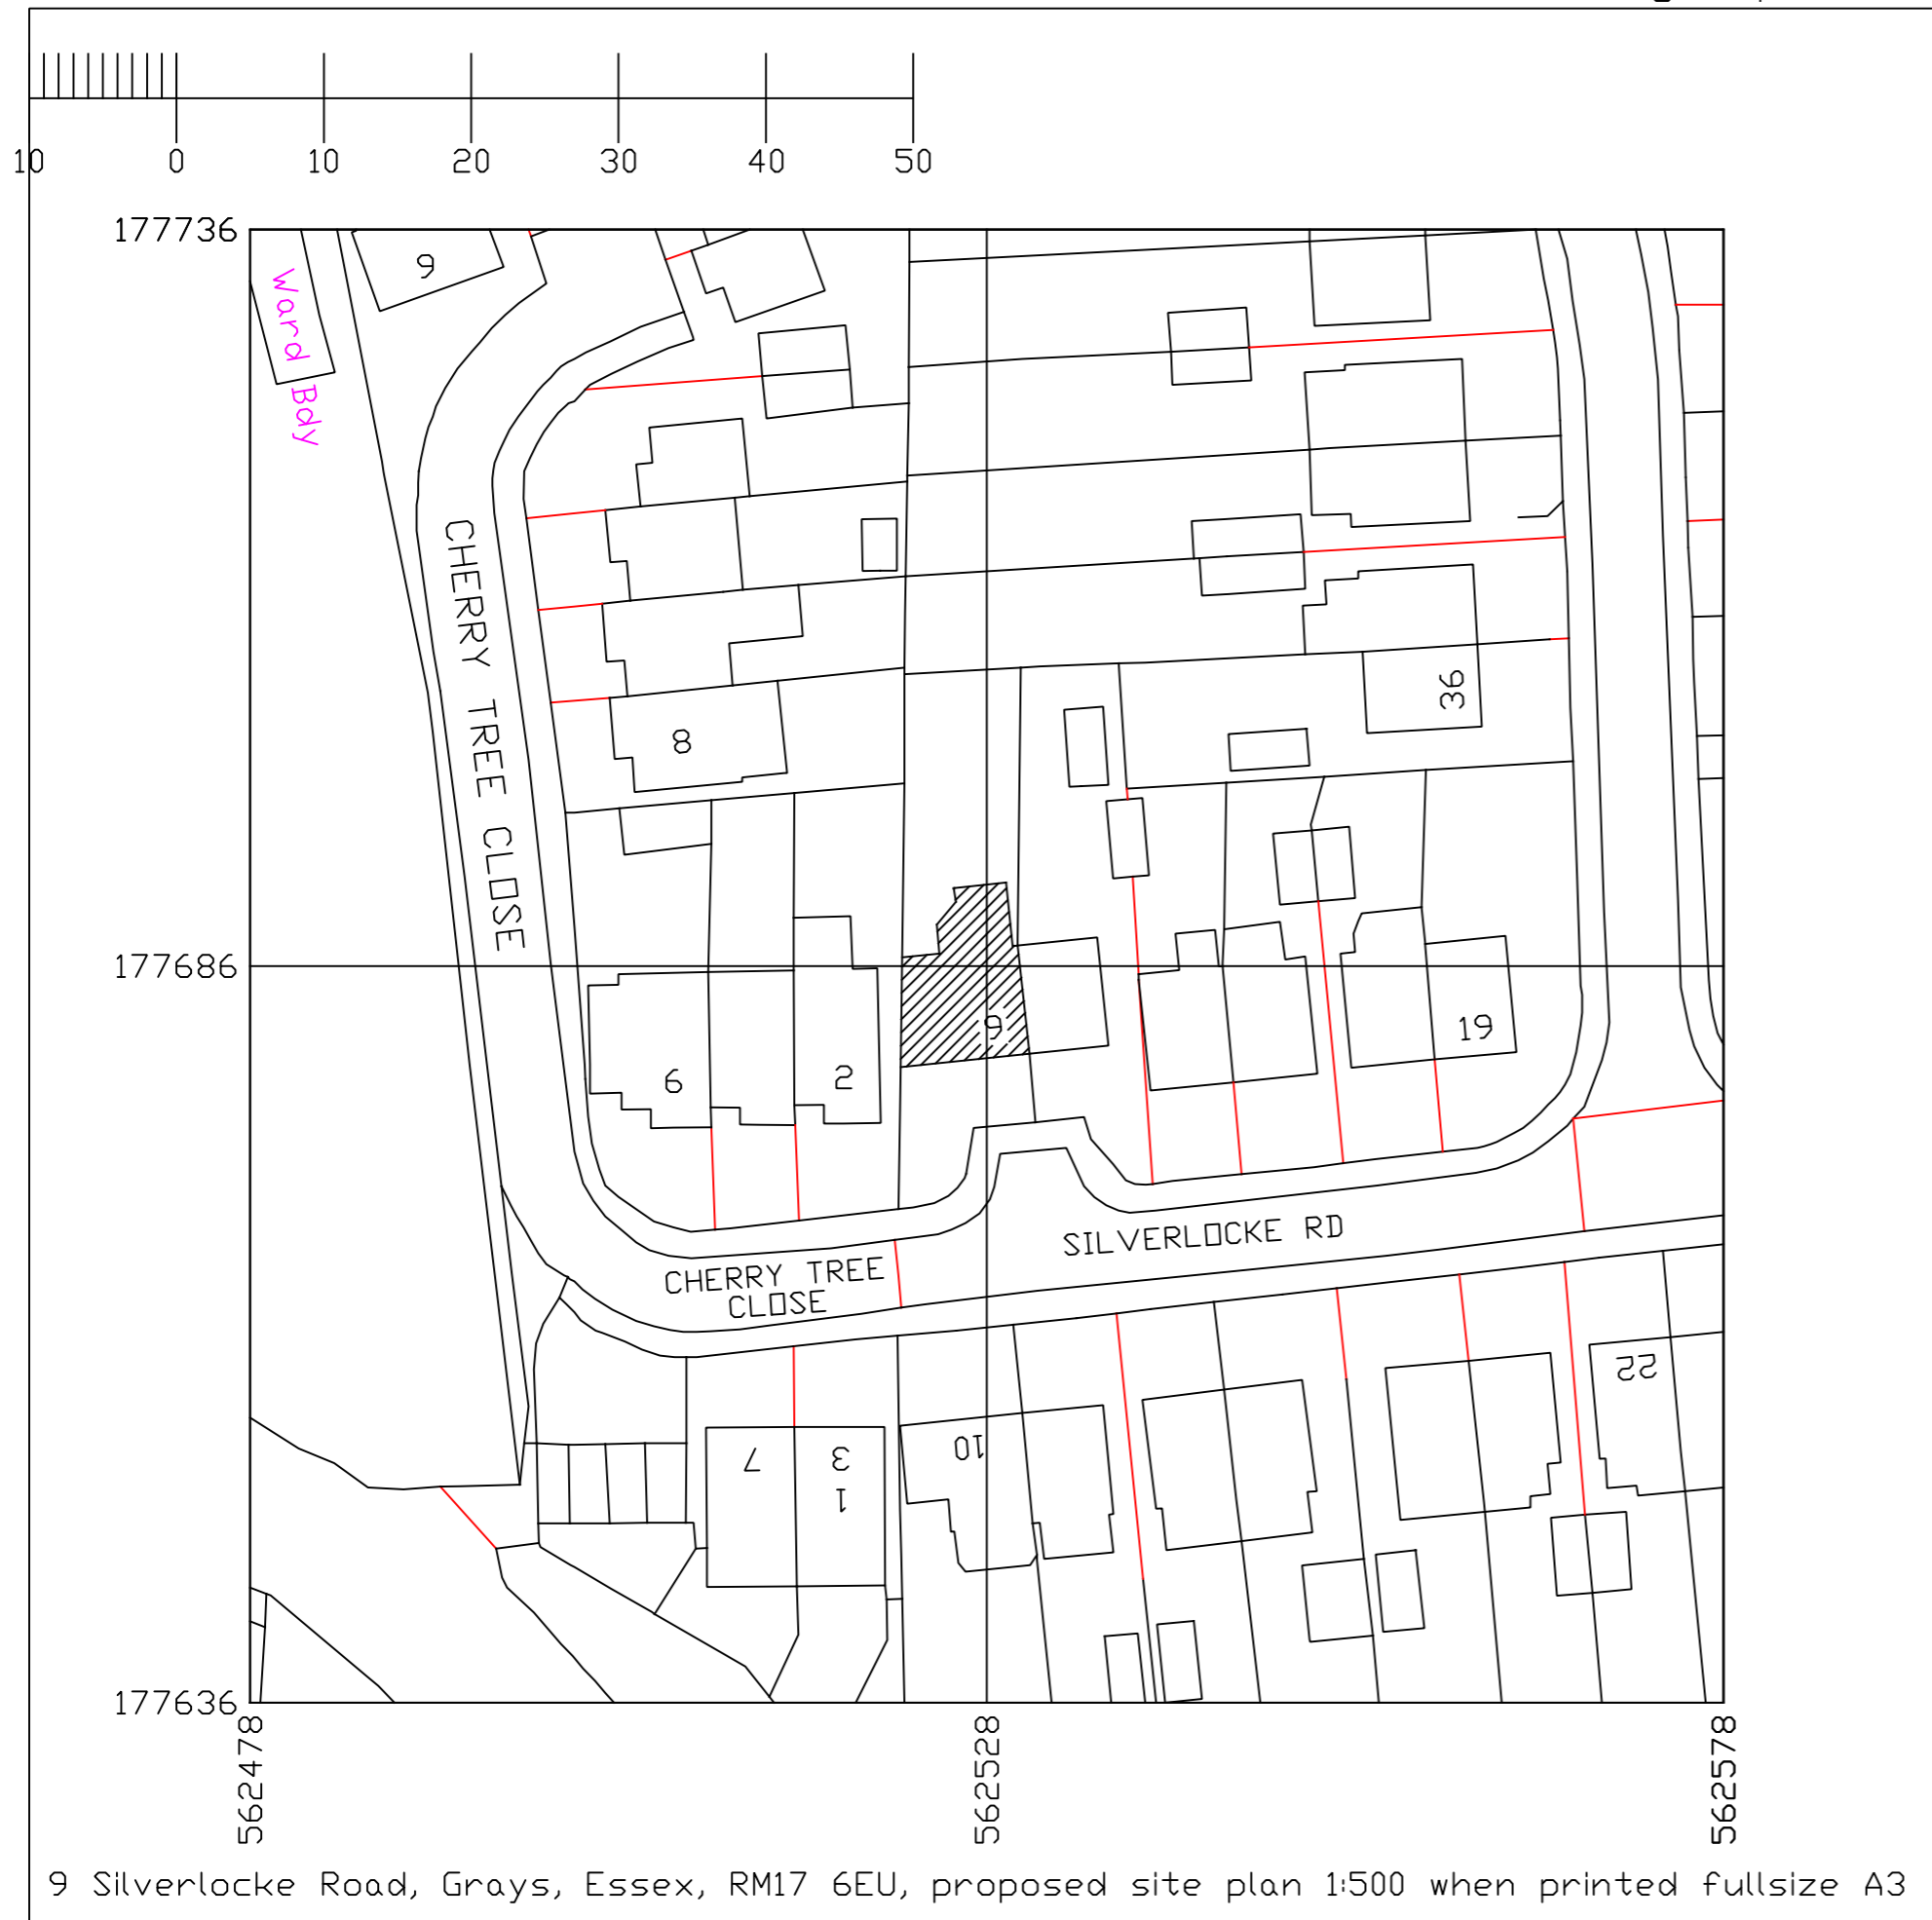 10 0 10 20 30 40 50
177736
9
Ward Bdy
CHERRY TREE CLOSE
36
8
177686
9
19
6
2
SILVERLOCKE RD
CHERRY TREE
CLOSE
22
7
3
10
1
177636
562478
562528
562578
9 Silverlocke Road, Grays, Essex, RM17 6EU, proposed site plan 1:500 when printed fullsize A3